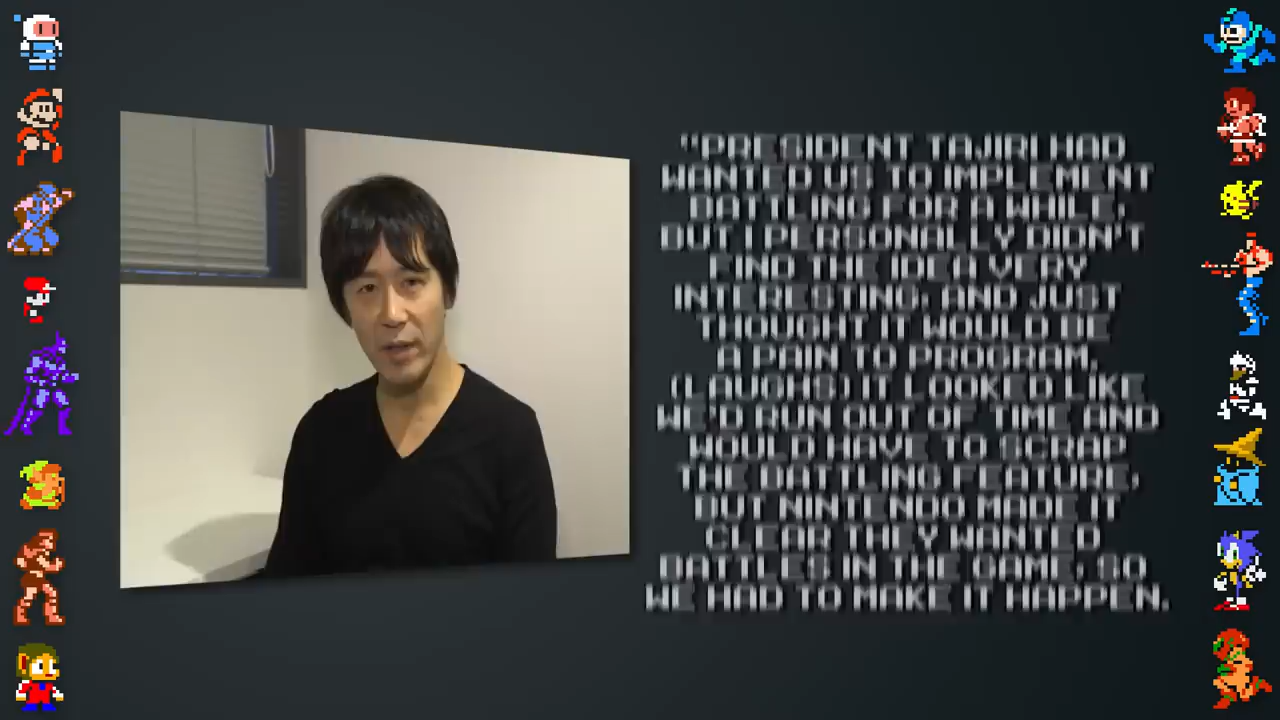 "PRESIDENT TAJIRI HAD
WANTED US TO IMPLEMENT
BATTLING FOR A WHILE,
BUT I PERSONALLY DIDN'T
FIND THE IDEA VERY
INTERESTING, AND JUST
THOUGHT IT WOULD BE
A PAIN TO PROGRAM.
(LAUGHS) IT LOOKED LIKE
WE'D RUN OUT OF TIME AND
WOULD HAVE TO SCRAP
THE BATTLING FEATURE,
BUT NINTENDO MADE IT
CLEAR THEY WANTED
BATTLES IN THE GAME, SO
WE HAD TO MAKE IT HAPPEN.